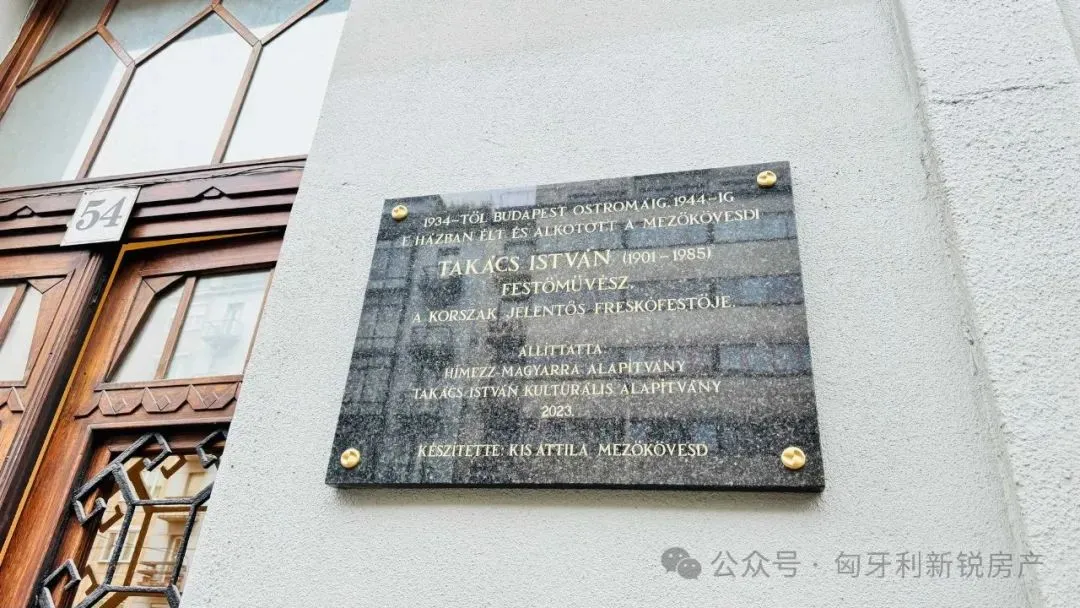 54
1934-TŐL BUDAPEST OSTROMÁIG, 1944.-IG
E HÁZBAN ÉLT ÉS ALKOTOTT A MEZŐKÖVESDI
TAKÁCS ISTVÁN (1901-1985)
FESTŐMŰVÉSZ,
A KORSZAK JELENTŐS FRESKÓFESTŐJE.
ÁLLÍTTATTA
HÍMEZZ MAGYARRÁ ALAPÍTVÁNY
TAKÁCS ISTVÁN KULTÚRÁLIS ALAPÍTVÁNY
2023.
KÉSZÍTETTE: KIS ATTILA MEZŐKÖVESD
公众号 · 匈牙利新锐房产